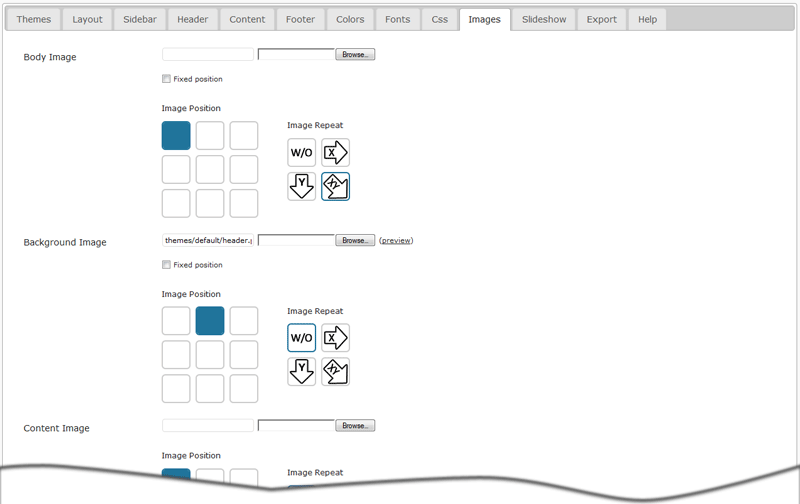 Themes Layout Sidebar Header Content Footer Colors Fonts Css Images Slideshow Export Help
Body Image Browse...
Fixed position
Image Position
Image Repeat
W/O X
Y XY
Background Image themes/default/header. Browse... (preview)
Fixed position
Image Position
Image Repeat
W/O X
Y XY
Content Image Browse...
Image Position
Image Repeat